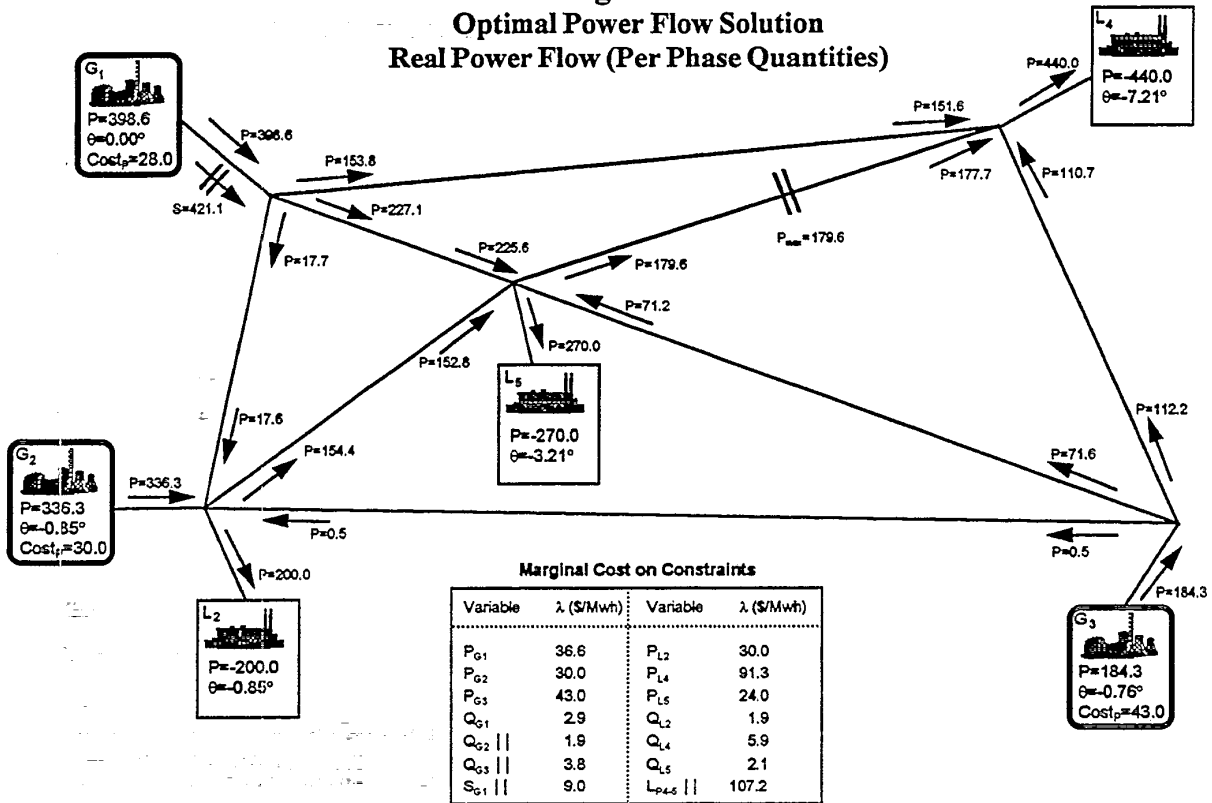 Optimal Power Flow Solution
Real Power Flow (Per Phase Quantities)
G1
P=398.6
θ=0.00°
CostP=28.0
P=396.6
S=421.1
P=153.8
P=227.1
P=17.7
P=151.6
P=440.0
L4
P=-440.0
θ=-7.21°
P=177.7
P=110.7
P=179.6
P=225.6
P=179.6
P=71.2
P=270.0
P=152.8
L5
P=-270.0
θ=-3.21°
P=17.6
P=154.4
G2
P=336.3
θ=-0.85°
CostP=30.0
P=336.3
P=0.5
P=200.0
L2
P=-200.0
θ=-0.85°
P=112.2
P=71.6
P=0.5
P=184.3
G3
P=184.3
θ=-0.76°
CostP=43.0
Marginal Cost on Constraints
Variable λ ($/Mwh) Variable λ ($/Mwh)
PG1 36.6 PL2 30.0
PG2 30.0 PL4 91.3
PG3 43.0 PL5 24.0
QG1 2.9 QL2 1.9
QG2 || 1.9 QL4 5.9
QG3 || 3.8 QL5 2.1
SG1 || 9.0 LP4-5 || 107.2